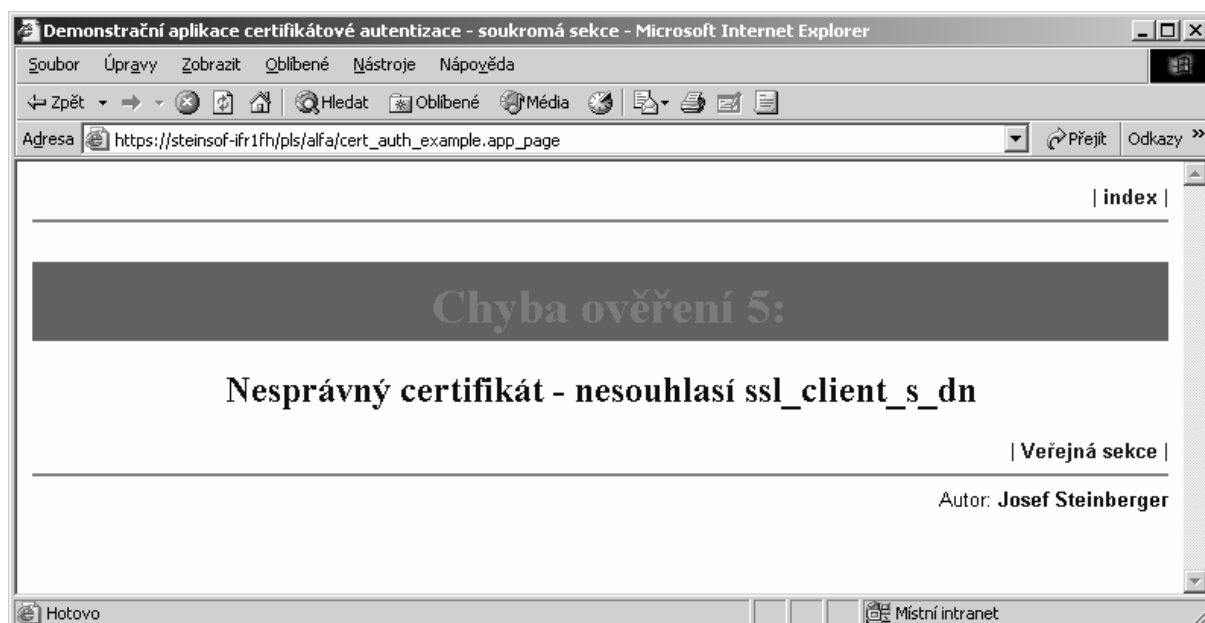 Demonstrační aplikace certifikátové autentizace - soukromá sekce - Microsoft Internet Explorer
Soubor Úpravy Zobrazit Oblíbené Nástroje Nápověda
Zpět Hledat Oblíbené Média
Adresa https://steinsof-ifr1fh/pls/alfa/cert_auth_example.app_page Přejít Odkazy »
| index |
Chyba ověření 5:
Nesprávný certifikát - nesouhlasí ssl_client_s_dn
| Veřejná sekce |
Autor: Josef Steinberger
Hotovo Místní intranet